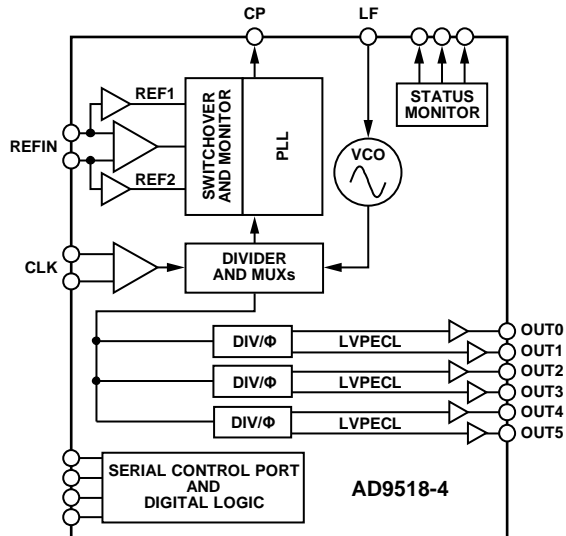 CP
LF
REF1
REFIN
REF2
SWITCHOVER
AND MONITOR
PLL
VCO
STATUS
MONITOR
CLK
DIVIDER
AND MUXs
DIV/Φ
LVPECL
OUT0
OUT1
DIV/Φ
LVPECL
OUT2
OUT3
DIV/Φ
LVPECL
OUT4
OUT5
SERIAL CONTROL PORT
AND
DIGITAL LOGIC
AD9518-4